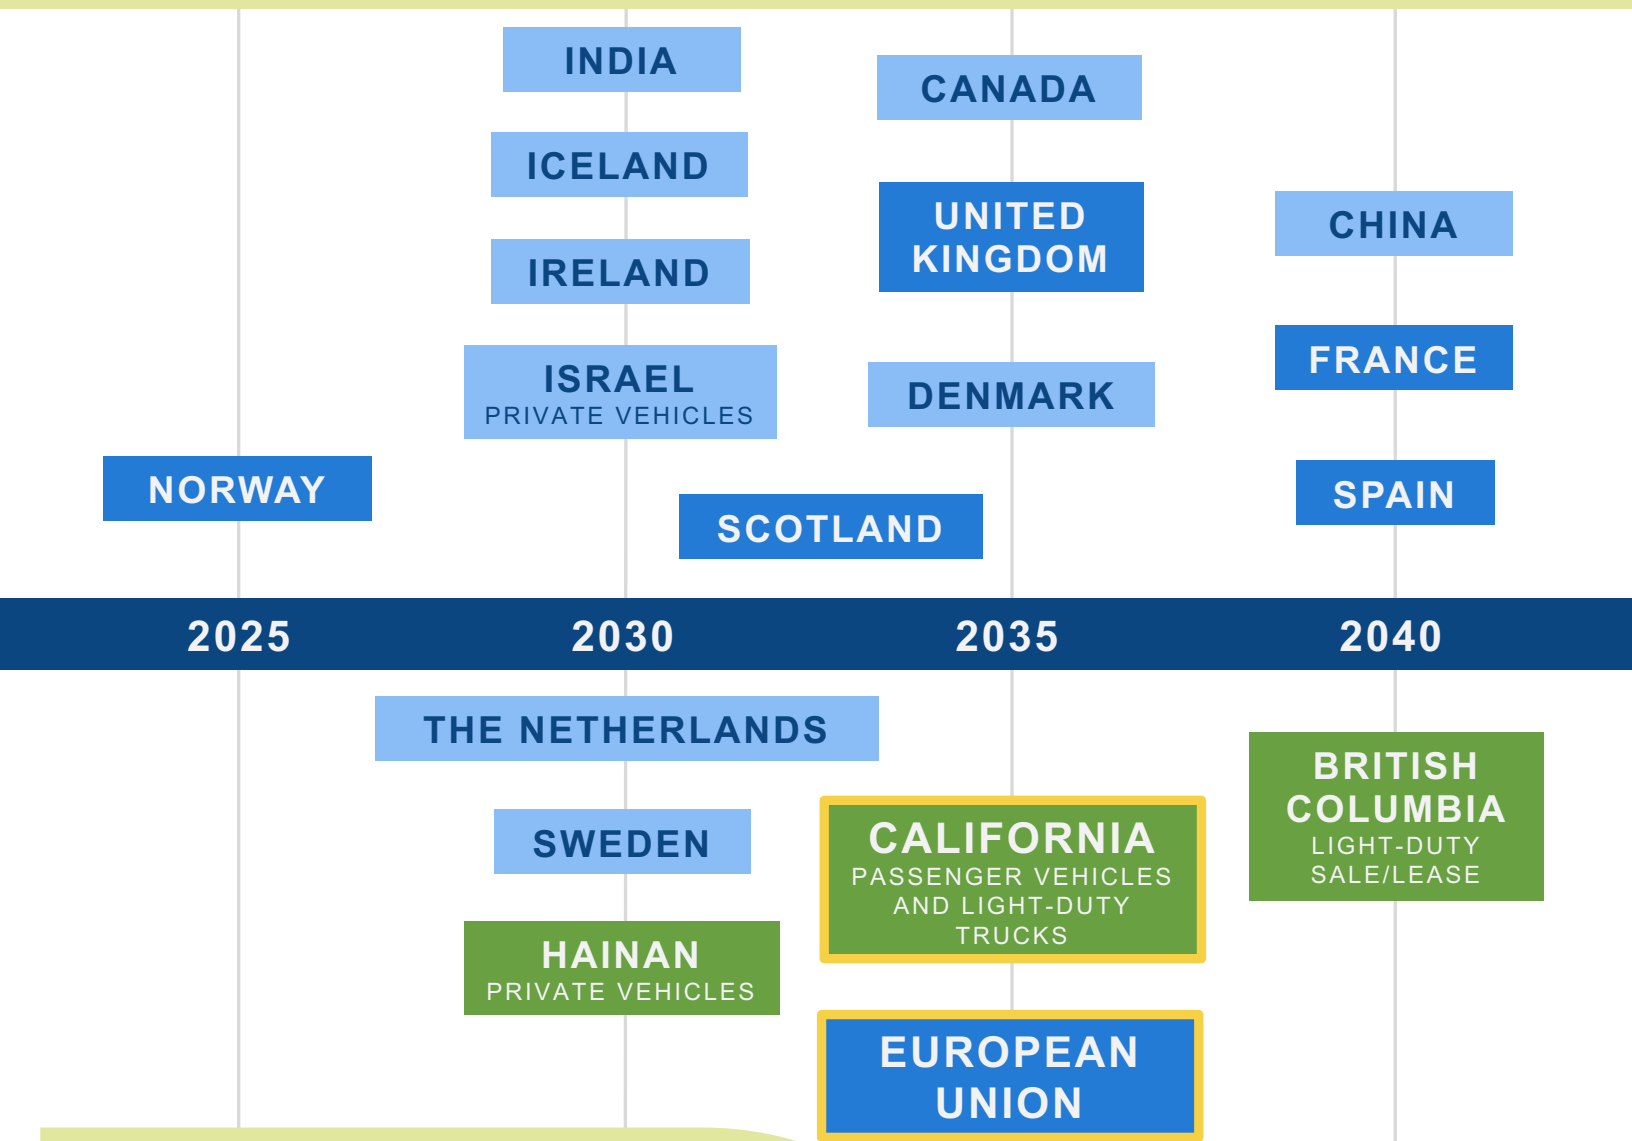 INDIA
ICELAND
IRELAND
ISRAEL
PRIVATE VEHICLES
NORWAY
SCOTLAND
CANADA
UNITED
KINGDOM
DENMARK
CHINA
FRANCE
SPAIN
2025
2030
2035
2040
THE NETHERLANDS
SWEDEN
HAINAN
PRIVATE VEHICLES
CALIFORNIA
PASSENGER VEHICLES
AND LIGHT-DUTY
TRUCKS
EUROPEAN
UNION
BRITISH
COLUMBIA
LIGHT-DUTY
SALE/LEASE